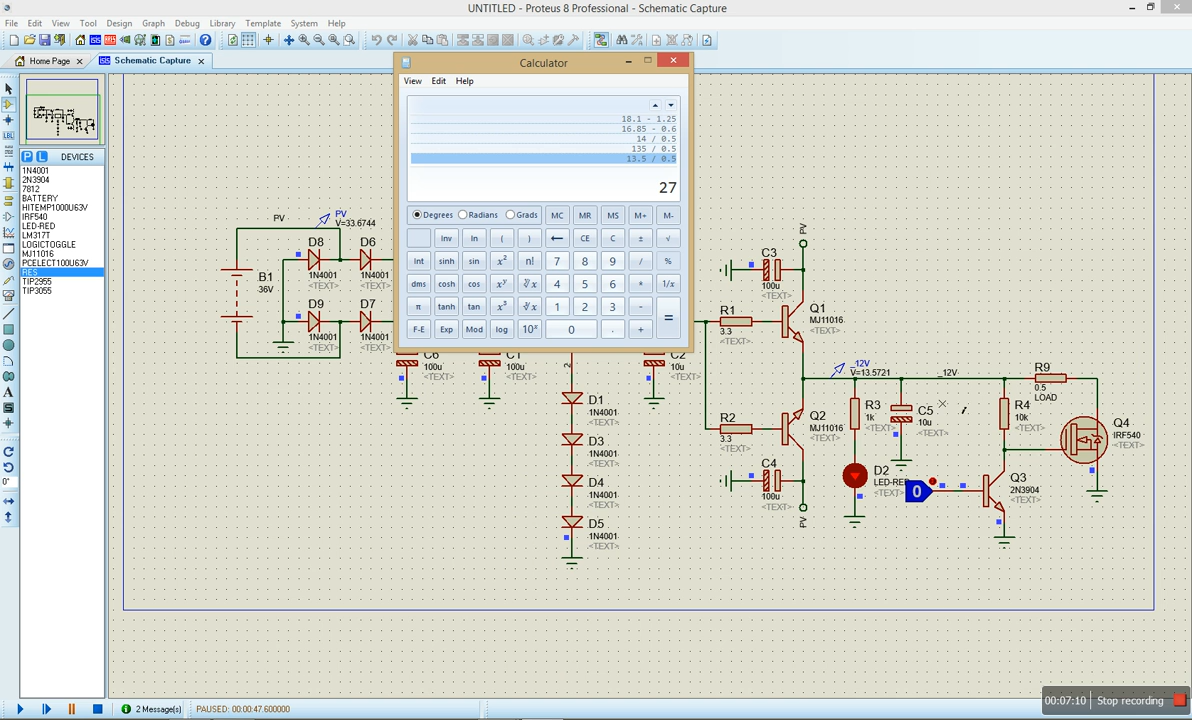 UNTITLED - Proteus 8 Professional - Schematic Capture
File Edit View Tool Design Graph Debug Library Template System Help
Home Page Schematic Capture
P L DEVICES
1N4001
2N3904
7812
BATTERY
HITEMP1000U63V
IRF540
LED-RED
LM317T
LOGICTOGGLE
MJ11016
PCELECT100U63V
RES
TIP2955
TIP3055
LBL
A
S
0°
Calculator
View Edit Help
18.1 - 1.25
16.85 - 0.6
14 / 0.5
135 / 0.5
13.5 / 0.5
27
Degrees Radians Grads MC MR MS M+ M-
Inv ln ( ) ← CE C ± √
Int sinh sin x² n! 7 8 9 / %
dms cosh cos xʸ ʸ√x 4 5 6 * 1/x
π tanh tan x³ ³√x 1 2 3 - =
F-E Exp Mod log 10ˣ 0 . +
PV
PV
V=33.6744
D8
1N4001
<TEXT>
D6
1N4001
<TEXT>
B1
36V
D9
1N4001
<TEXT>
D7
1N4001
<TEXT>
C6
100u
<TEXT>
C1
100u
<TEXT>
2
C2
10u
<TEXT>
D1
1N4001
<TEXT>
D3
1N4001
<TEXT>
D4
1N4001
<TEXT>
D5
1N4001
<TEXT>
PV
C3
100u
<TEXT>
R1
3.3
<TEXT>
Q1
MJ11016
<TEXT>
R2
3.3
<TEXT>
Q2
MJ11016
<TEXT>
C4
100u
<TEXT>
PV
_12V
V=13.5721
_12V
R3
1k
<TEXT>
C5
10u
<TEXT>
R4
10k
<TEXT>
R9
0.5
LOAD
Q4
IRF540
<TEXT>
D2
LED-RED
<TEXT>
0
Q3
2N3904
<TEXT>
2 Message(s) PAUSED: 00:00:47.600000
00:07:10 Stop recording